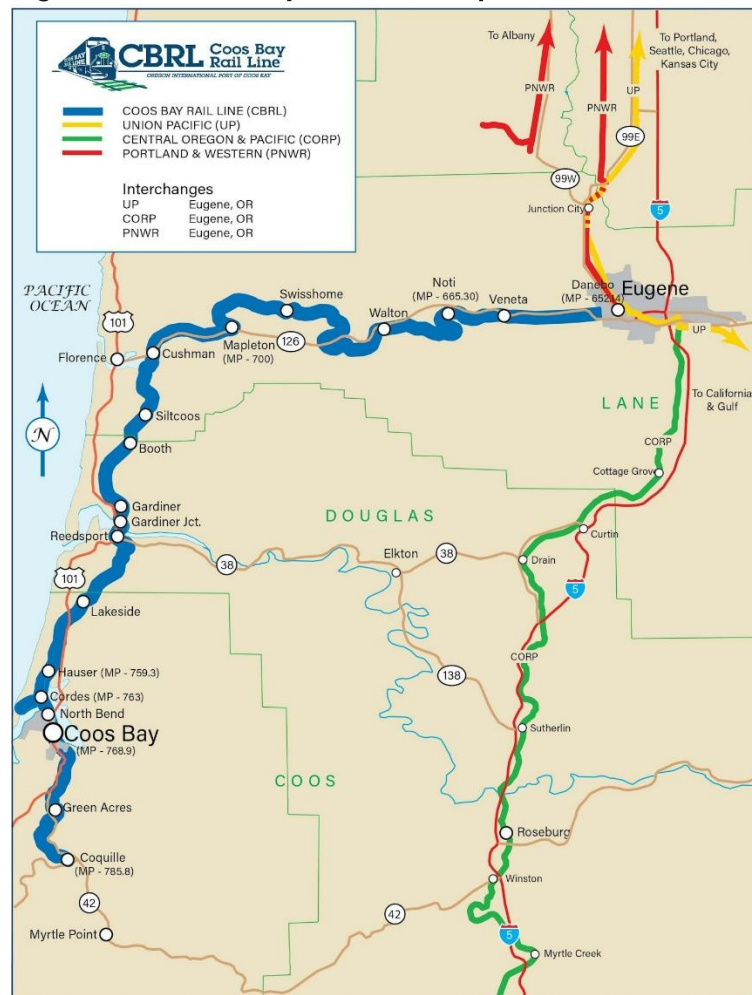 CBRL Coos Bay
Rail Line
OREGON INTERNATIONAL PORT OF COOS BAY
COOS BAY RAIL LINE (CBRL)
UNION PACIFIC (UP)
CENTRAL OREGON & PACIFIC (CORP)
PORTLAND & WESTERN (PNWR)
Interchanges
UP Eugene, OR
CORP Eugene, OR
PNWR Eugene, OR
To Albany
To Portland,
Seattle, Chicago,
Kansas City
PNWR
PNWR
UP
99E
99W
Junction City
5
PACIFIC
OCEAN
101
Swisshome
Noti
(MP - 665.30)
Danebo
(MP - 652.14)
Eugene
Walton
Veneta
Mapleton
(MP - 700)
126
Cushman
Florence
UP
To California
& Gulf
N
Siltcoos
LANE
Booth
CORP
Cottage Grove
Gardiner
Gardiner Jct.
Reedsport
DOUGLAS
Curtin
Elkton
38
Drain
38
101
5
Lakeside
CORP
Hauser (MP - 759.3)
138
Cordes (MP - 763)
North Bend
Sutherlin
Coos Bay
(MP - 768.9)
COOS
Green Acres
Roseburg
Coquille
(MP - 785.8)
Winston
42
42
Myrtle Point
5
Myrtle Creek